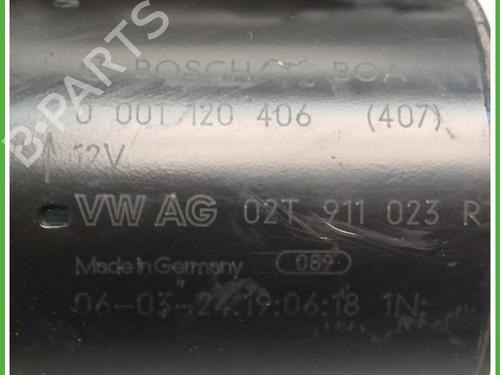 B-PARTS
BOSCH BOA
0 001 120 406 (407)
12V
VW AG 02T 911 023 R
Made in Germany 089
06-03-24.19:06:18 1N-